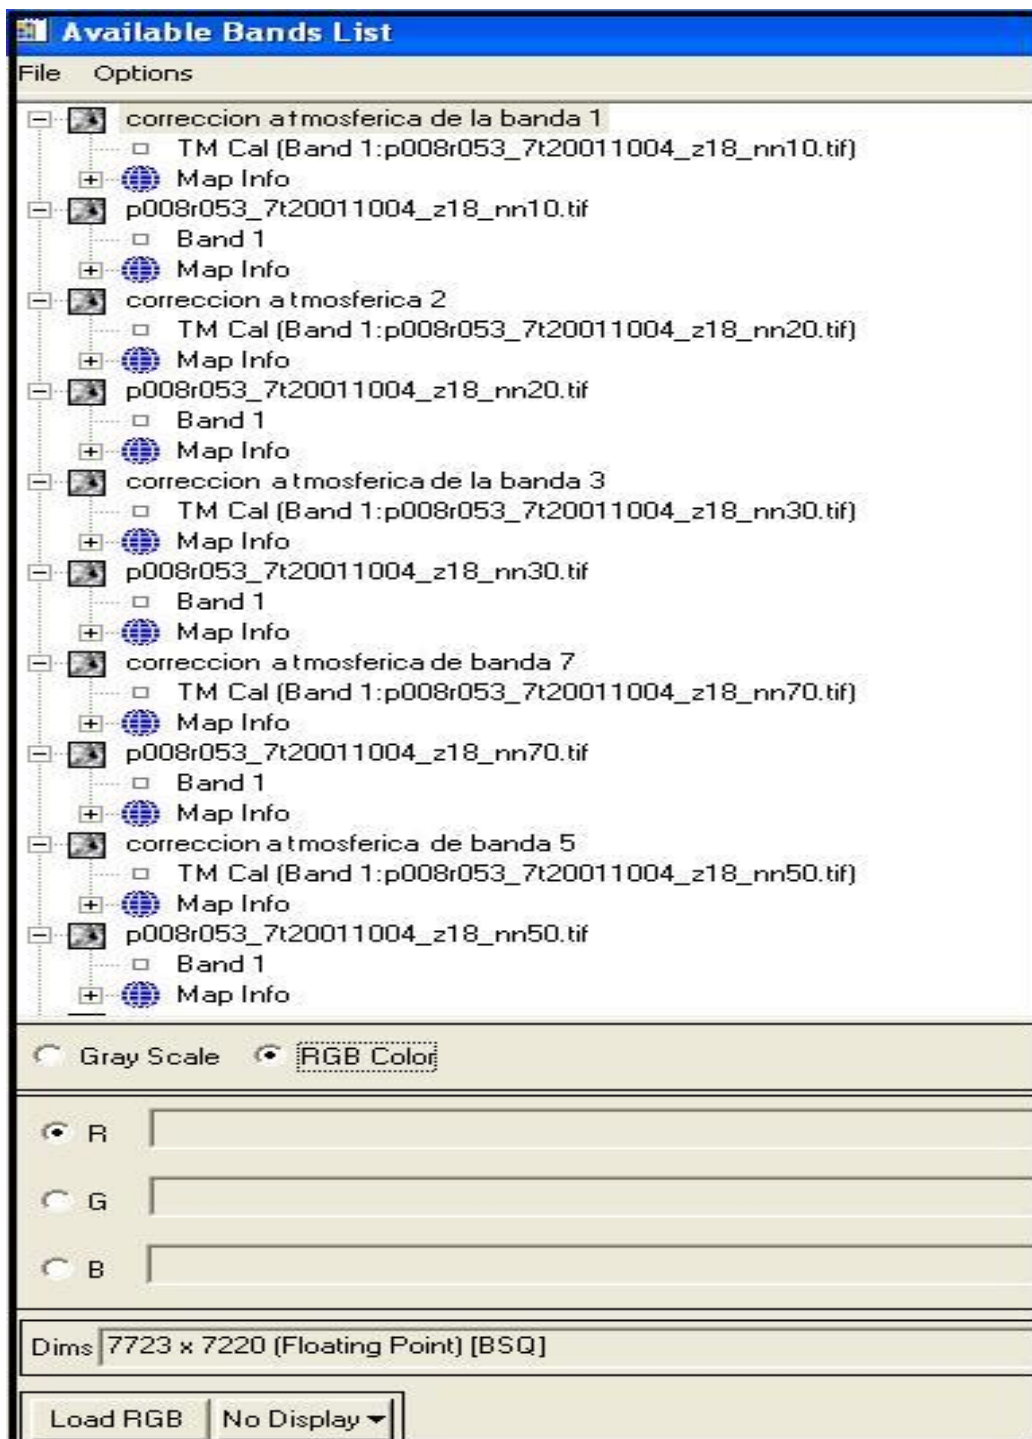 Available Bands List
File Options
correccion atmosferica de la banda 1
TM Cal (Band 1:p008r053_7t20011004_z18_nn10.tif)
Map Info
p008r053_7t20011004_z18_nn10.tif
Band 1
Map Info
correccion atmosferica 2
TM Cal (Band 1:p008r053_7t20011004_z18_nn20.tif)
Map Info
p008r053_7t20011004_z18_nn20.tif
Band 1
Map Info
correccion atmosferica de la banda 3
TM Cal (Band 1:p008r053_7t20011004_z18_nn30.tif)
Map Info
p008r053_7t20011004_z18_nn30.tif
Band 1
Map Info
correccion atmosferica de banda 7
TM Cal (Band 1:p008r053_7t20011004_z18_nn70.tif)
Map Info
p008r053_7t20011004_z18_nn70.tif
Band 1
Map Info
correccion atmosferica de banda 5
TM Cal (Band 1:p008r053_7t20011004_z18_nn50.tif)
Map Info
p008r053_7t20011004_z18_nn50.tif
Band 1
Map Info
Gray Scale RGB Color
R
G
B
Dims 7723 x 7220 (Floating Point) [BSQ]
Load RGB No Display